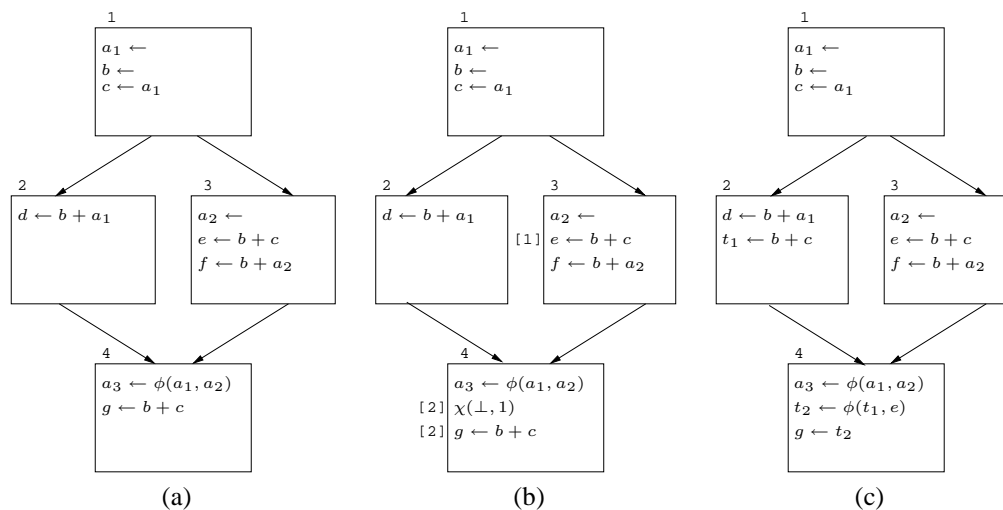 1
a₁ ←
b ←
c ← a₁
2
d ← b + a₁
3
a₂ ←
e ← b + c
f ← b + a₂
4
a₃ ← ϕ(a₁, a₂)
g ← b + c
(a)
1
a₁ ←
b ←
c ← a₁
2
d ← b + a₁
3
a₂ ←
[1] e ← b + c
f ← b + a₂
4
a₃ ← ϕ(a₁, a₂)
[2] χ(⊥, 1)
[2] g ← b + c
(b)
1
a₁ ←
b ←
c ← a₁
2
d ← b + a₁
t₁ ← b + c
3
a₂ ←
e ← b + c
f ← b + a₂
4
a₃ ← ϕ(a₁, a₂)
t₂ ← ϕ(t₁, e)
g ← t₂
(c)